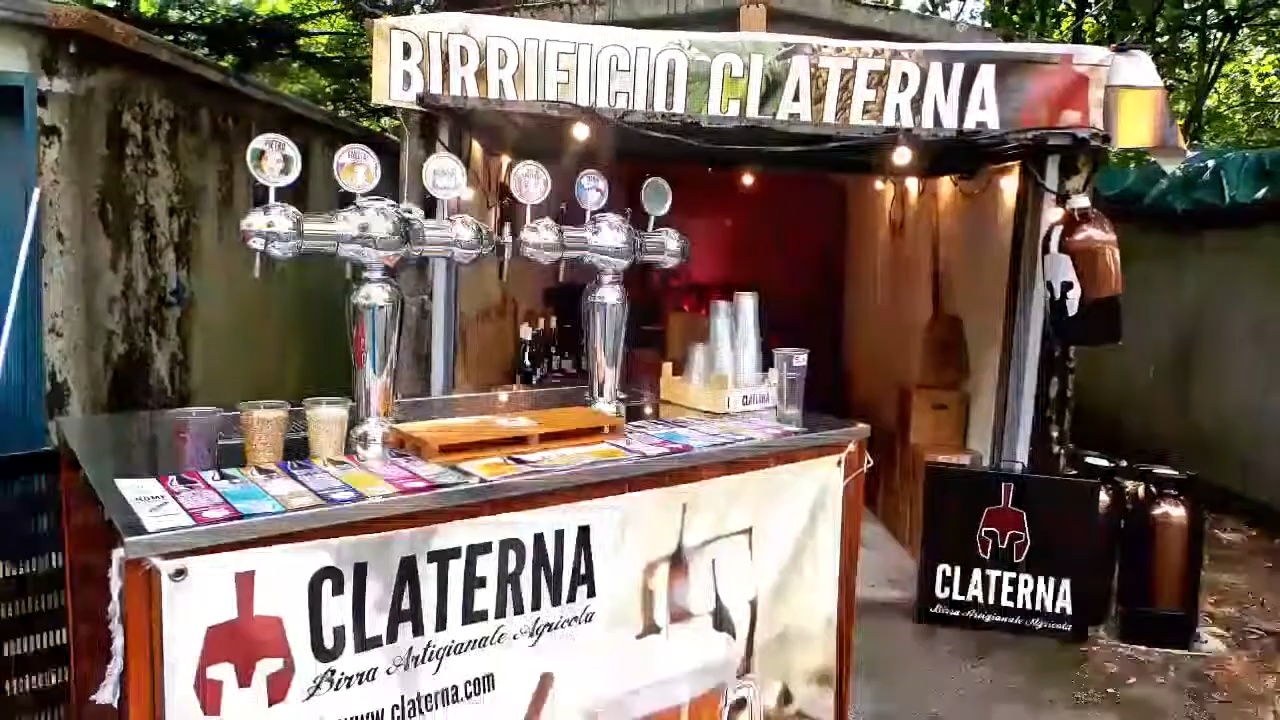 BIRRIFICIO CLATERNA
CLATERNA
CLATERNA
Birra Artigianale Agricola
www.claterna.com
CLATERNA
Birra Artigianale Agricola